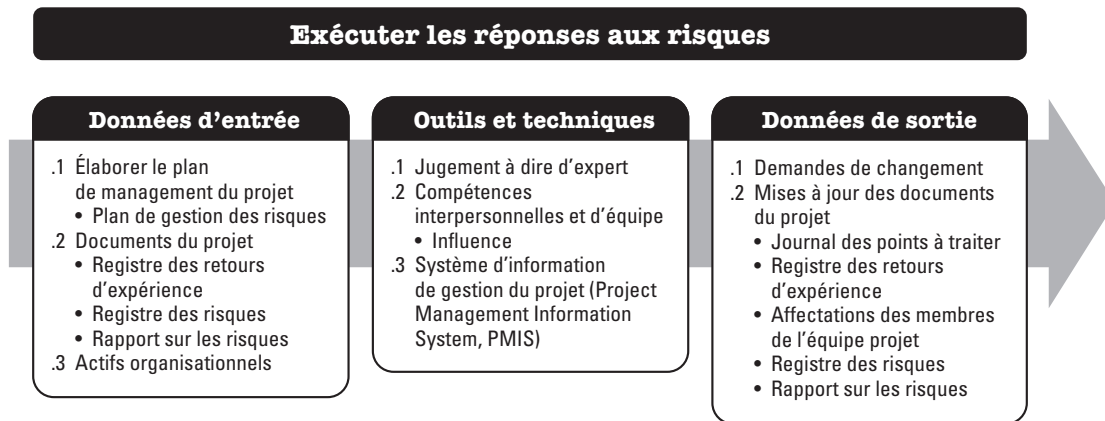 Exécuter les réponses aux risques
Données d'entrée
.1 Élaborer le plan
de management du projet
• Plan de gestion des risques
.2 Documents du projet
• Registre des retours
d'expérience
• Registre des risques
• Rapport sur les risques
.3 Actifs organisationnels
Outils et techniques
.1 Jugement à dire d'expert
.2 Compétences
interpersonnelles et d'équipe
• Influence
.3 Système d'information
de gestion du projet (Project
Management Information
System, PMIS)
Données de sortie
.1 Demandes de changement
.2 Mises à jour des documents
du projet
• Journal des points à traiter
• Registre des retours
d'expérience
• Affectations des membres
de l'équipe projet
• Registre des risques
• Rapport sur les risques